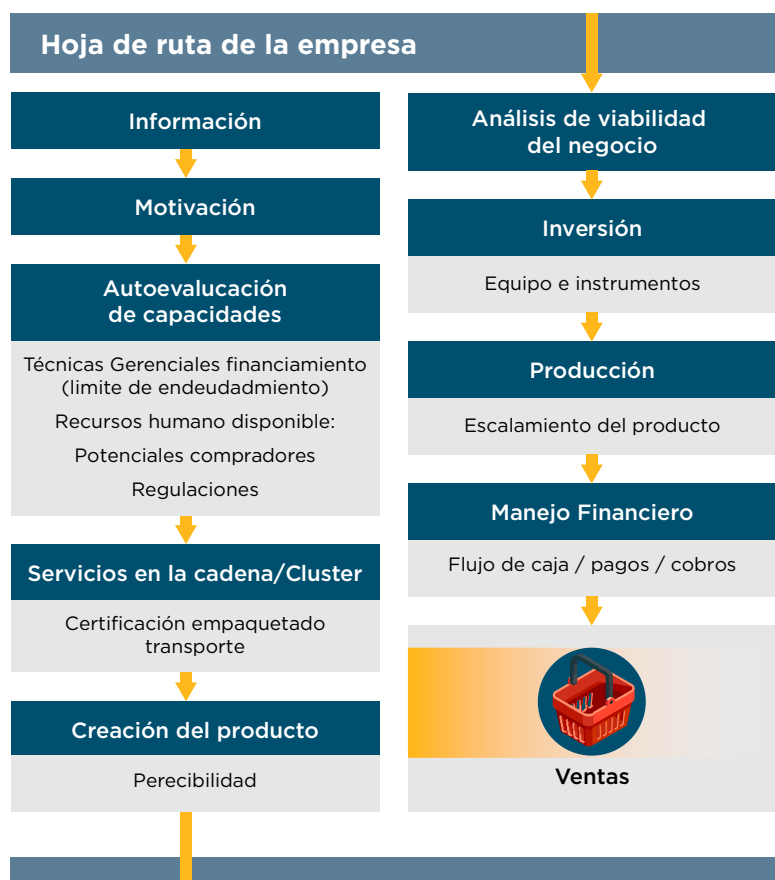 Hoja de ruta de la empresa
Información
Motivación
Autoevalucación
de capacidades
Técnicas Gerenciales financiamiento
(limite de endeudadmiento)
Recursos humano disponible:
Potenciales compradores
Regulaciones
Servicios en la cadena/Cluster
Certificación empaquetado
transporte
Creación del producto
Perecibilidad
Análisis de viabilidad
del negocio
Inversión
Equipo e instrumentos
Producción
Escalamiento del producto
Manejo Financiero
Flujo de caja / pagos / cobros
Ventas